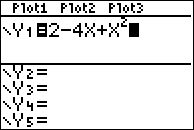 Plot1 Plot2 Plot3
\Y₁=2-4X+X²
\Y₂=
\Y₃=
\Y₄=
\Y₅=